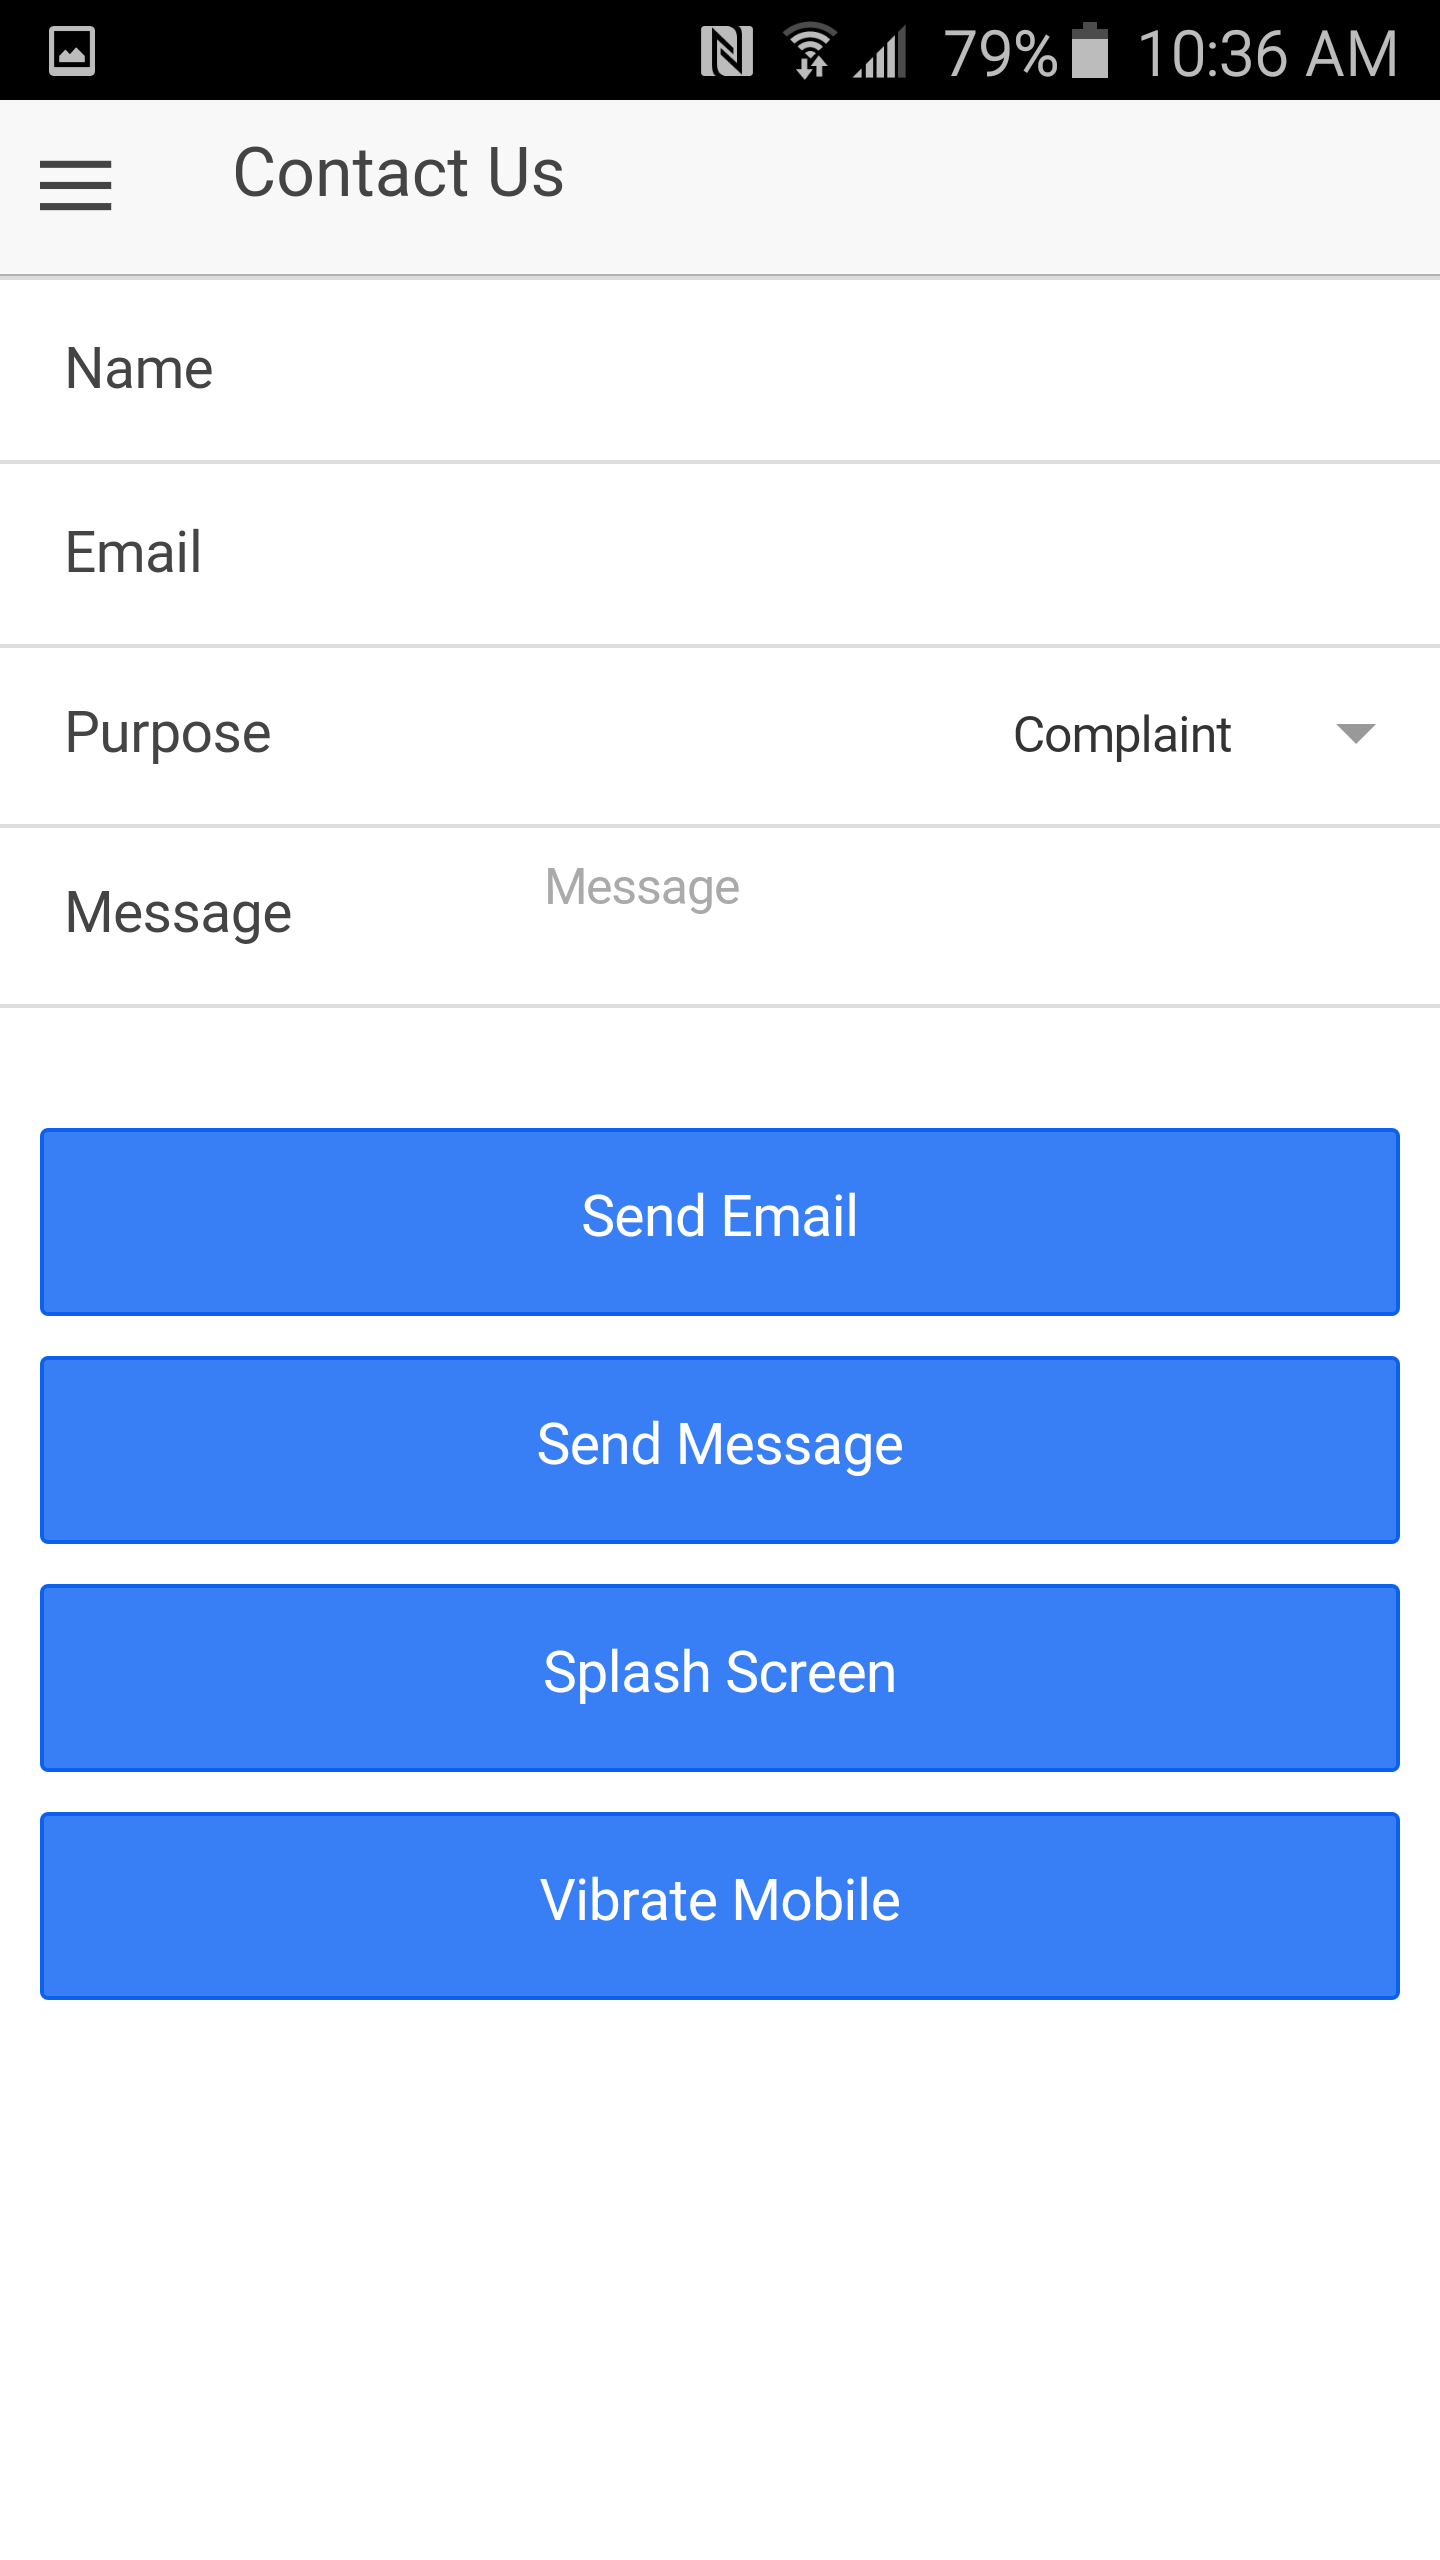 79% 10:36 AM
Contact Us
Name
Email
Purpose Complaint
Message Message
Send Email
Send Message
Splash Screen
Vibrate Mobile